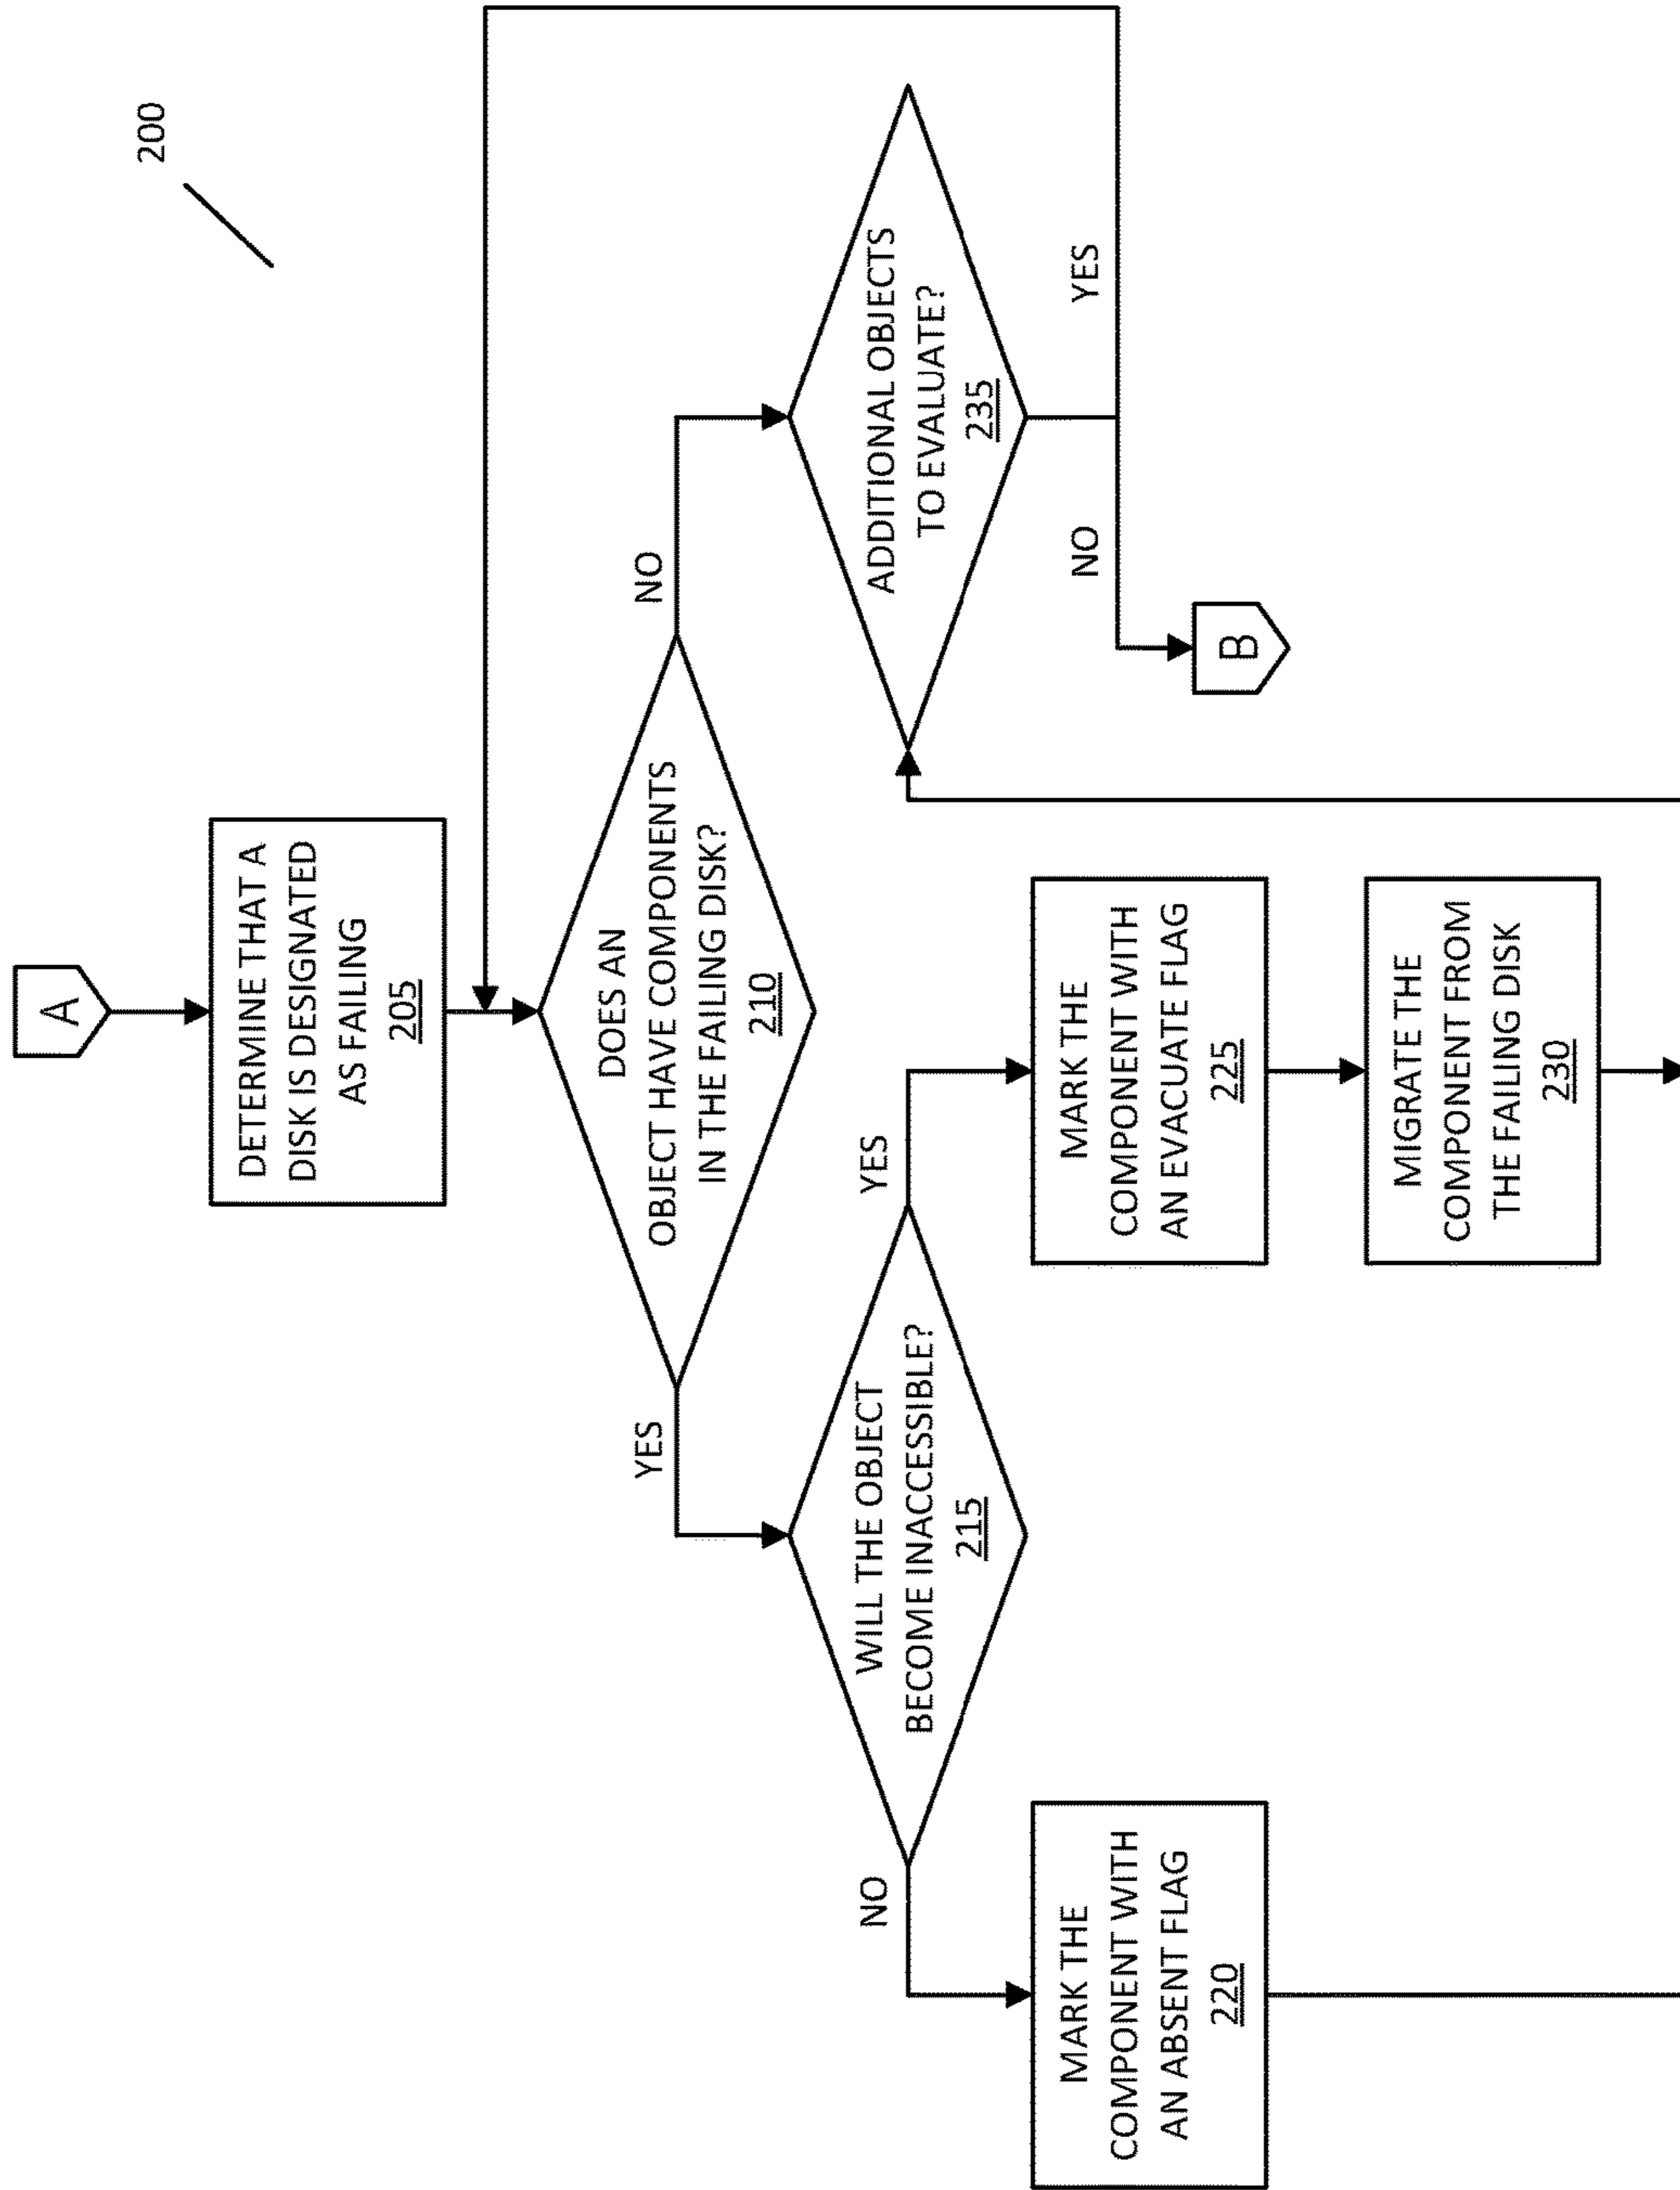 200
A
DETERMINE THAT A
DISK IS DESIGNATED
AS FAILING
205
DOES AN
OBJECT HAVE COMPONENTS
IN THE FAILING DISK?
210
YES
NO
WILL THE OBJECT
BECOME INACCESSIBLE?
215
ADDITIONAL OBJECTS
TO EVALUATE?
235
NO
YES
NO
YES
MARK THE
COMPONENT WITH
AN ABSENT FLAG
220
MARK THE
COMPONENT WITH
AN EVACUATE FLAG
225
B
MIGRATE THE
COMPONENT FROM
THE FAILING DISK
230